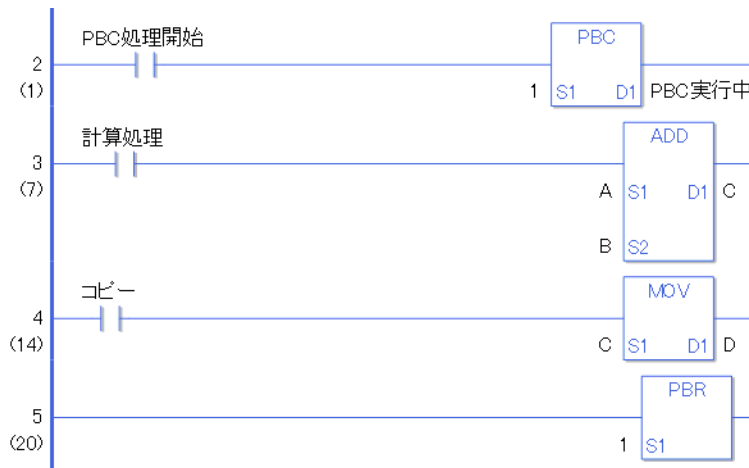 PBC処理開始
PBC
2
(1)
1 S1 D1 PBC実行中
計算処理
ADD
3
(7)
A S1 D1 C
B S2
コピー
MOV
4
(14)
C S1 D1 D
PBR
5
(20)
1 S1